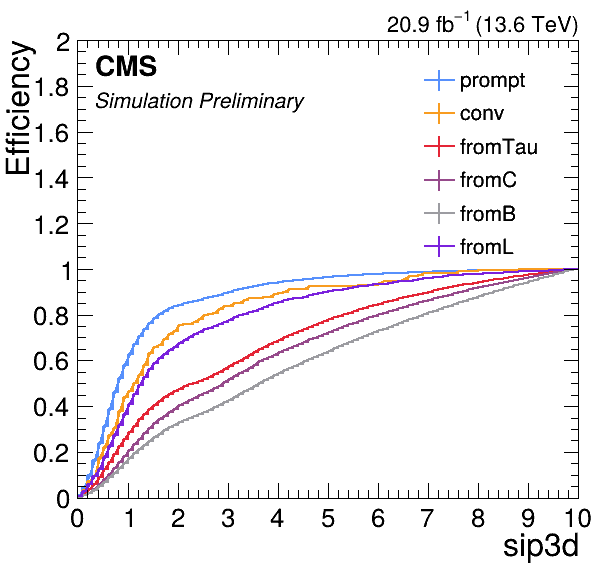 20.9 fb⁻¹ (13.6 TeV)
Efficiency
2
1.8
1.6
1.4
1.2
1
0.8
0.6
0.4
0.2
0
CMS
Simulation Preliminary
prompt
conv
fromTau
fromC
fromB
fromL
0 1 2 3 4 5 6 7 8 9 10
sip3d